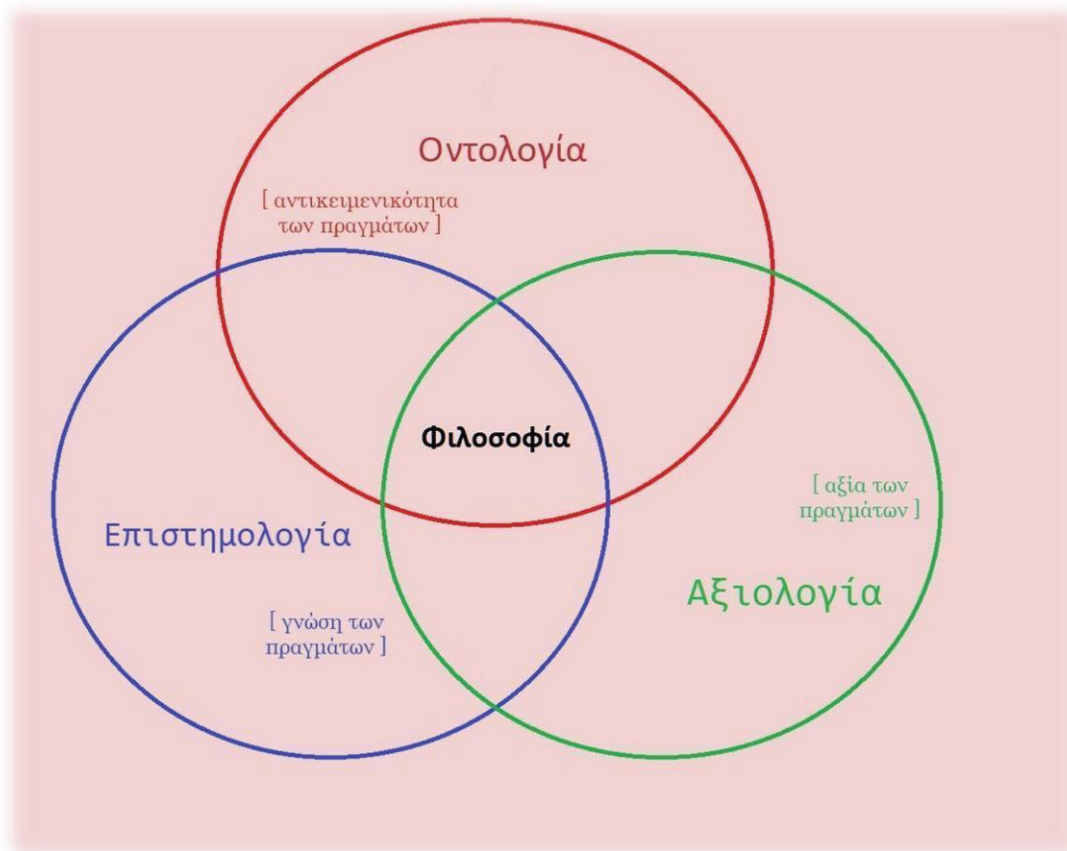 Οντολογία
[ αντικειμενικότητα
των πραγμάτων ]
Φιλοσοφία
Επιστημολογία
[ γνώση των
πραγμάτων ]
[ αξία των
πραγμάτων ]
Αξιολογία